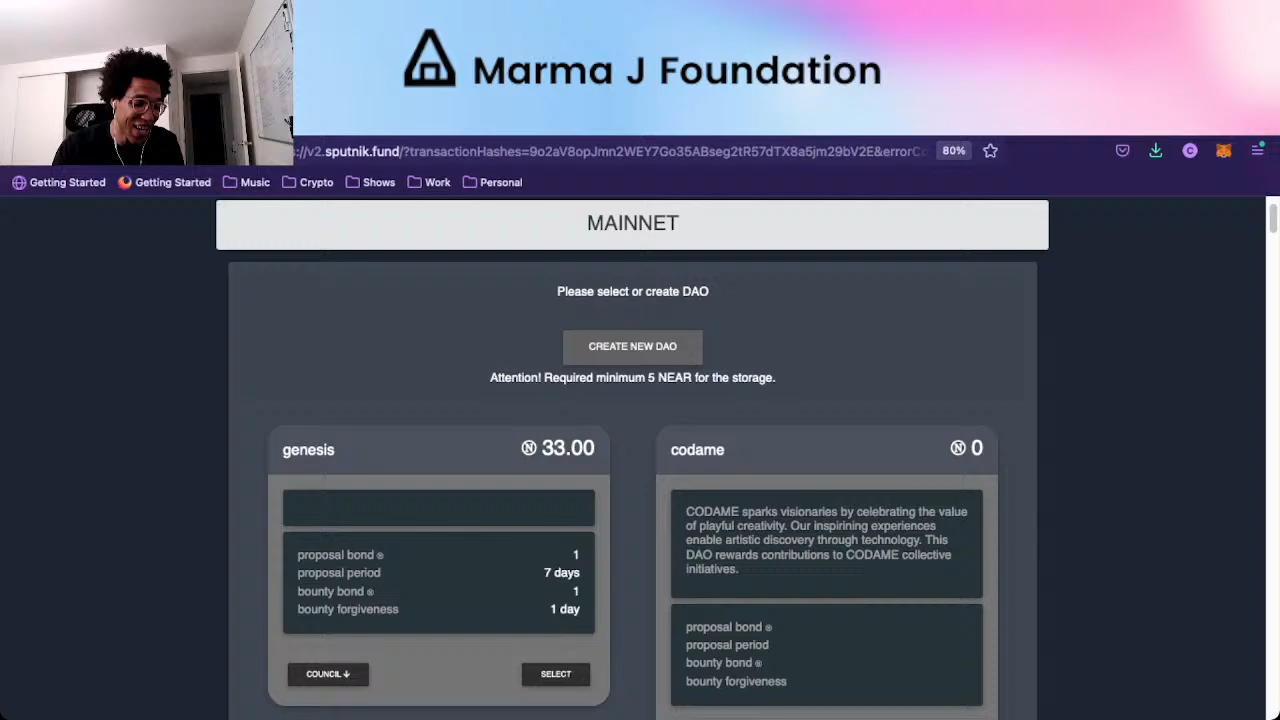 Marma J Foundation
://v2.sputnik.fund/?transactionHashes=9o2aV8opJmn2WEY7Go35ABseg2tR57dTX8a5jm29bV2E&errorCo
80%
Getting Started
Getting Started
Music
Crypto
Shows
Work
Personal
MAINNET
Please select or create DAO
CREATE NEW DAO
Attention! Required minimum 5 NEAR for the storage.
genesis
33.00
proposal bond
1
proposal period
7 days
bounty bond
1
bounty forgiveness
1 day
COUNCIL
SELECT
codame
0
CODAME sparks visionaries by celebrating the value
of playful creativity. Our inspirining experiences
enable artistic discovery through technology. This
DAO rewards contributions to CODAME collective
initiatives.
proposal bond
proposal period
bounty bond
bounty forgiveness